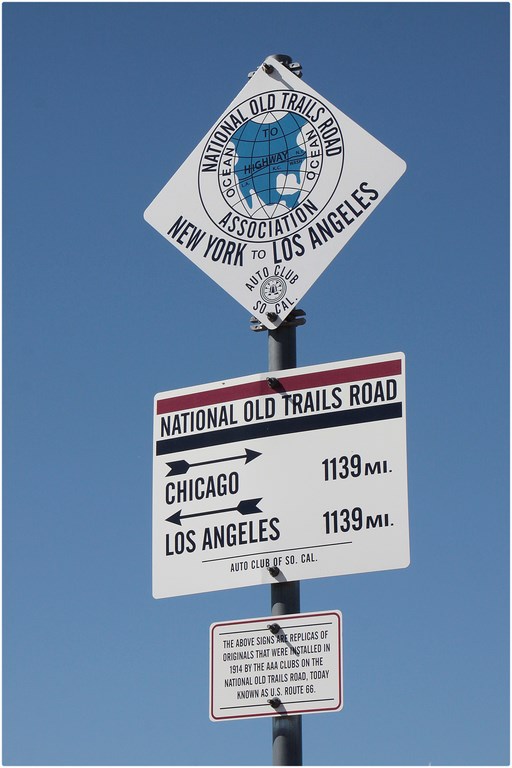 NATIONAL OLD TRAILS ROAD
OCEAN TO OCEAN
HIGHWAY
ASSOCIATION
NEW YORK TO LOS ANGELES
AUTO CLUB
SO. CAL.
NATIONAL OLD TRAILS ROAD
CHICAGO 1139 MI.
LOS ANGELES 1139 MI.
AUTO CLUB OF SO. CAL.
THE ABOVE SIGNS ARE REPLICAS OF
ORIGINALS THAT WERE INSTALLED IN
1914 BY THE AAA CLUBS ON THE
NATIONAL OLD TRAILS ROAD, TODAY
KNOWN AS U.S. ROUTE 66.